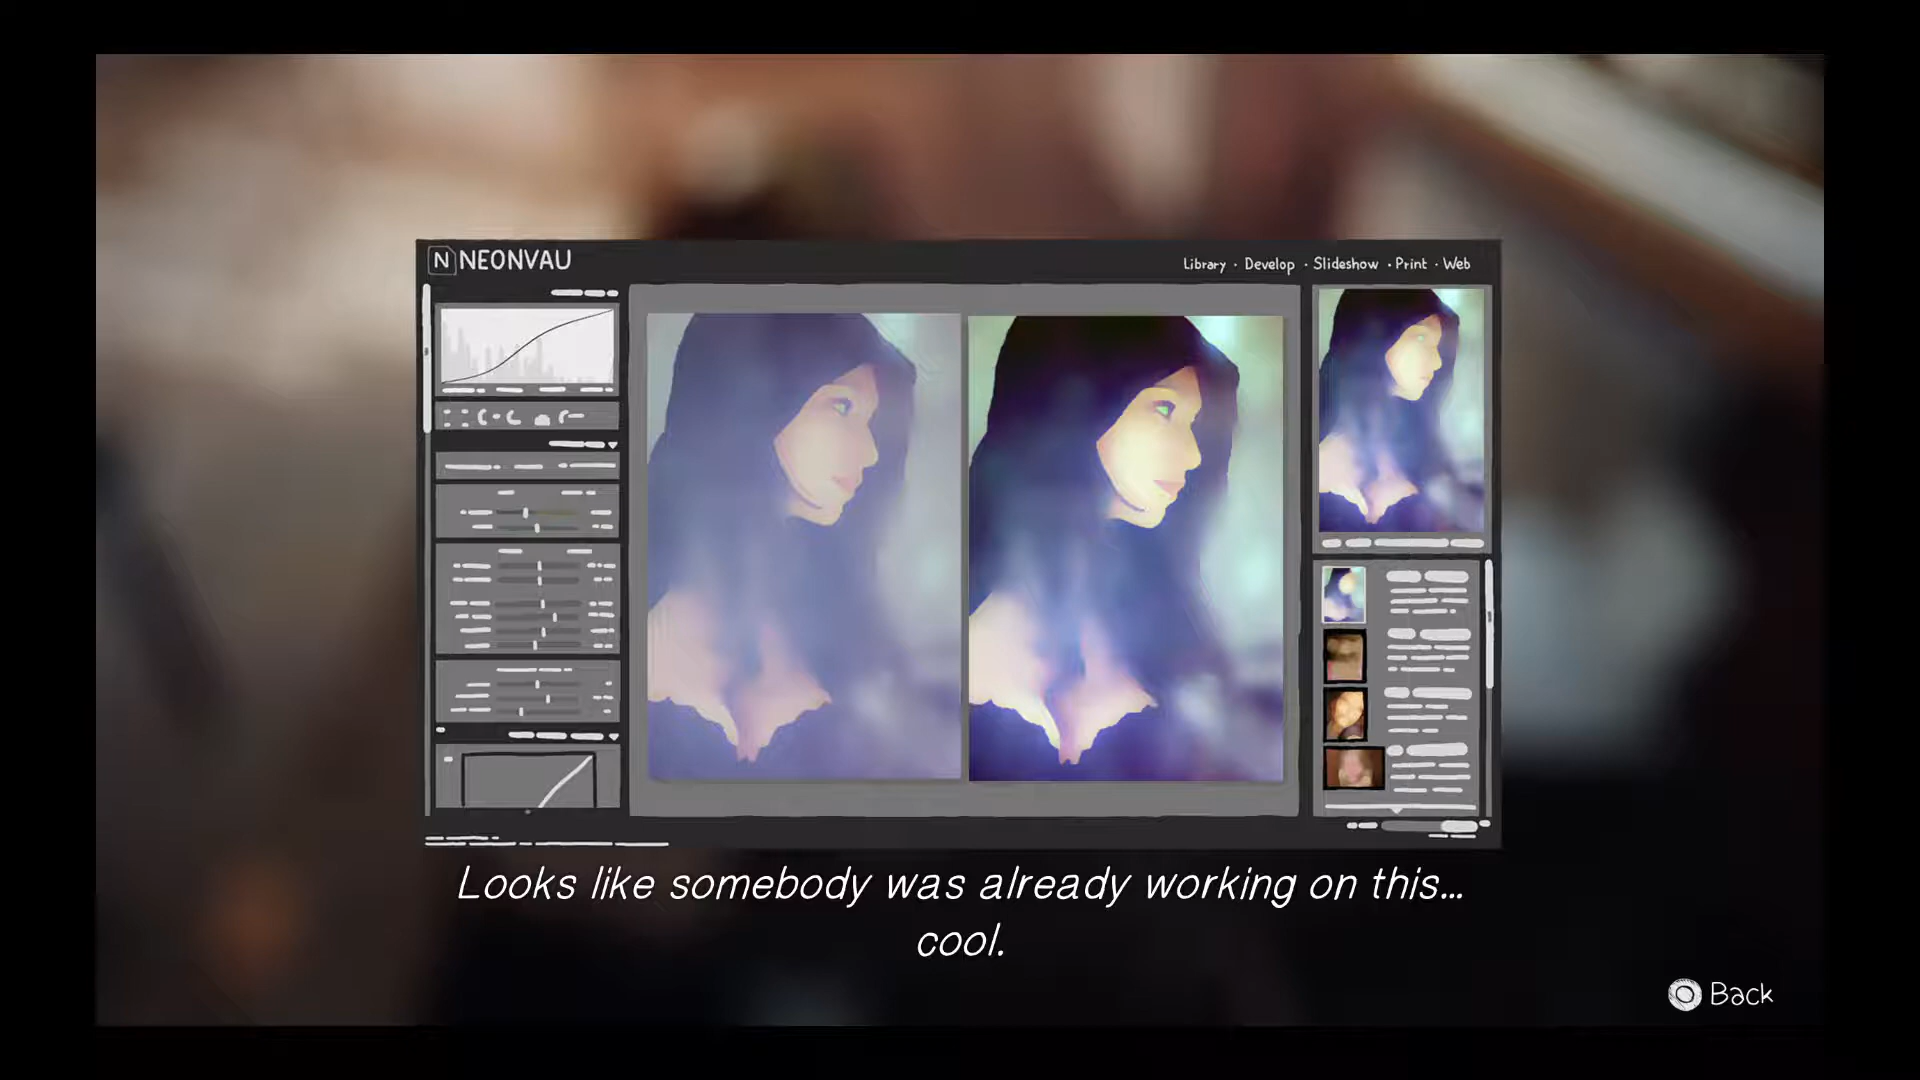 N NEONVAU
Library · Develop · Slideshow · Print · Web
Looks like somebody was already working on this...
cool.
Back